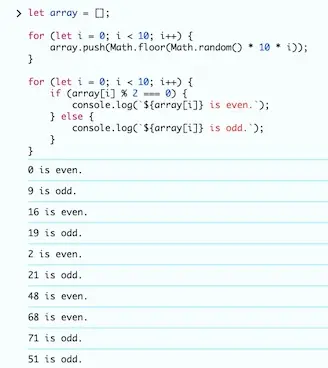 > let array = [];
for (let i = 0; i < 10; i++) {
    array.push(Math.floor(Math.random() * 10 * i));
}
for (let i = 0; i < 10; i++) {
    if (array[i] % 2 === 0) {
        console.log(`${array[i]} is even.`);
    } else {
        console.log(`${array[i]} is odd.`);
    }
}
0 is even.
9 is odd.
16 is even.
19 is odd.
2 is even.
21 is odd.
48 is even.
68 is even.
71 is odd.
51 is odd.